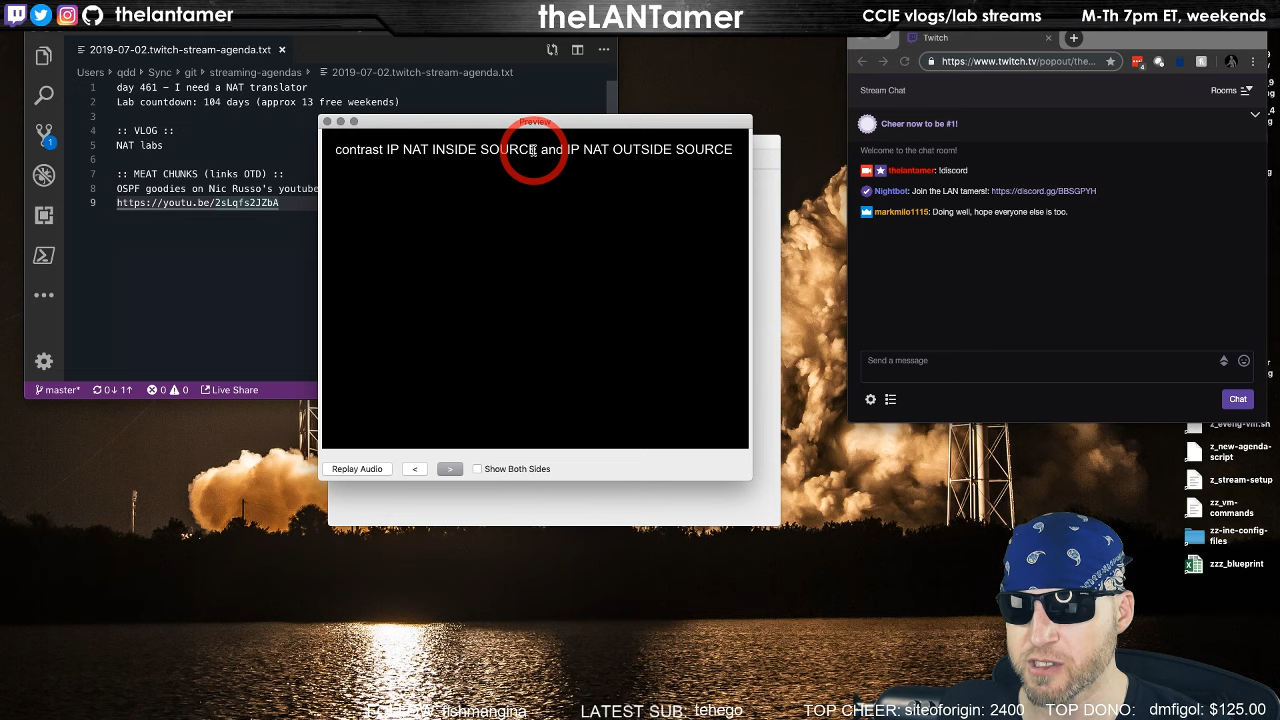 thelantamer
theLANTamer
CCIE vlogs/lab streams
M-Th 7pm ET, weekends
2019-07-02.twitch-stream-agenda.txt
Users > qdd > Sync > git > streaming-agendas > 2019-07-02.twitch-stream-agenda.txt
1 day 461 - I need a NAT translator
2 Lab countdown: 104 days (approx 13 free weekends)
3
4 :: VLOG ::
5 NAT labs
6
7 :: MEAT CHUNKS (links OTD) ::
8 OSPF goodies on Nic Russo's youtube
9 https://youtu.be/2sLqfs2JZbA
master* 0↓ 1↑ 0 0 Live Share
Preview
contrast IP NAT INSIDE SOURCE and IP NAT OUTSIDE SOURCE
Replay Audio < > Show Both Sides
Twitch
https://www.twitch.tv/popout/the...
4
Stream Chat
Rooms
Cheer now to be #1!
Welcome to the chat room!
thelantamer: !discord
Nightbot: Join the LAN tamers!: https://discord.gg/BBSGPYH
markmilo1115: Doing well, hope everyone else is too.
Send a message
Chat
z_new-agenda-script
z_stream-setup
zz_vm-commands
zz-ine-config-files
zzz_blueprint
LATEST SUB: tehego
TOP CHEER: siteoforigin: 2400
TOP DONO: dmfigol: $125.00